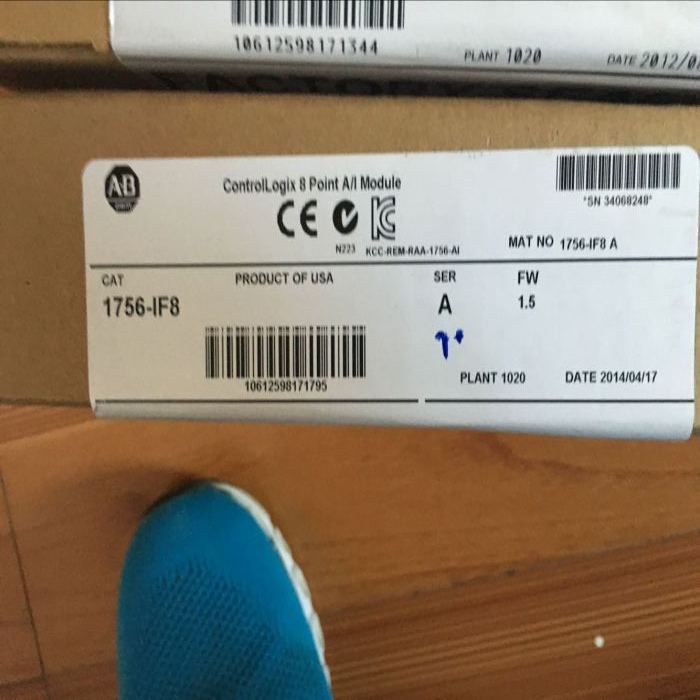 10612598171344
PLANT 1020
DATE 2012/0
AB
ControlLogix 8 Point A/I Module
*SN 34068248*
CE
N223 KCC-REM-RAA-1756-AI
MAT NO 1756-IF8 A
CAT PRODUCT OF USA SER FW
1756-IF8 A 1.5
10612598171795
PLANT 1020 DATE 2014/04/17